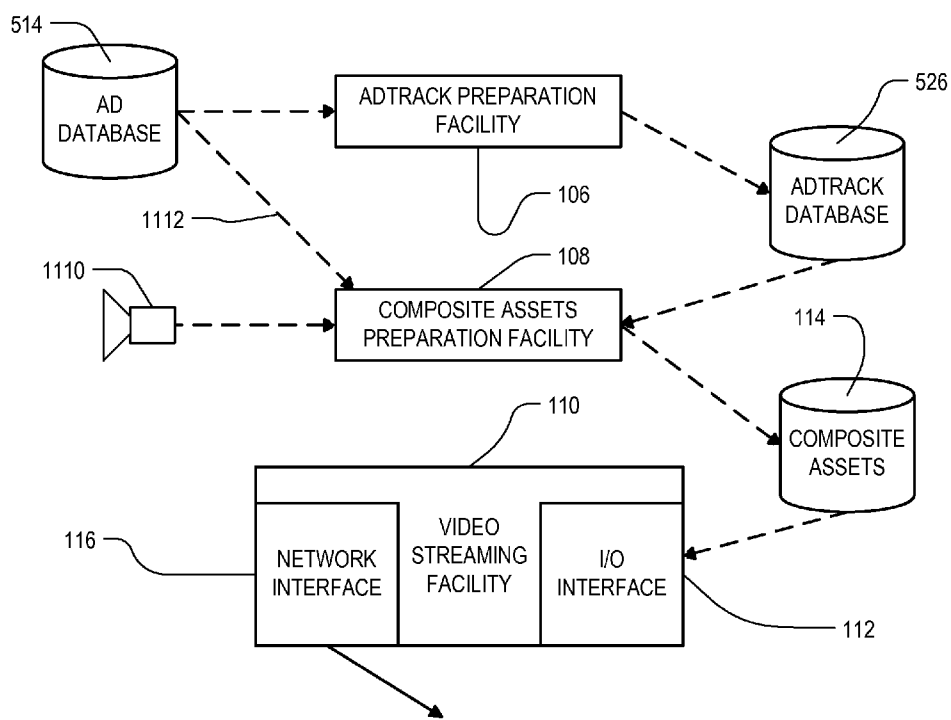 514
AD
DATABASE
ADTRACK PREPARATION
FACILITY
526
ADTRACK
DATABASE
106
1112
1110
108
COMPOSITE ASSETS
PREPARATION FACILITY
114
COMPOSITE
ASSETS
110
116
NETWORK
INTERFACE
VIDEO
STREAMING
FACILITY
I/O
INTERFACE
112